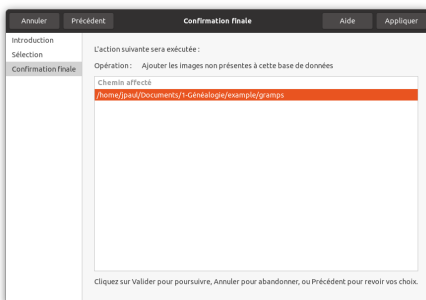 Annuler Précédent Confirmation finale Aide Appliquer
Introduction
Sélection
Confirmation finale
L'action suivante sera exécutée :
Opération : Ajouter les images non présentes à cette base de données
Chemin affecté
/home/jpaul/Documents/1-Généalogie/example/gramps
Cliquez sur Valider pour poursuivre, Annuler pour abandonner, ou Précédent pour revoir vos choix.